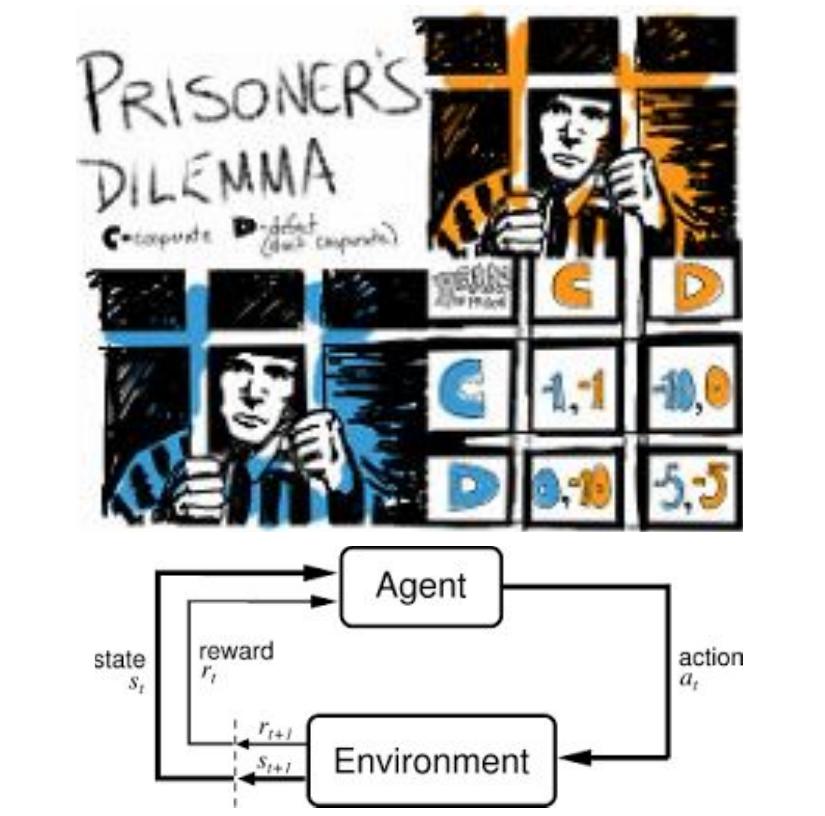 PRISONER'S
DILEMMA
C=cooperate D=defect
(don't cooperate)
C D
C -1,-1 -10,0
D 0,-10 -5,-5
Agent
state
s_t
reward
r_t
action
a_t
r_{t+1}
s_{t+1}
Environment